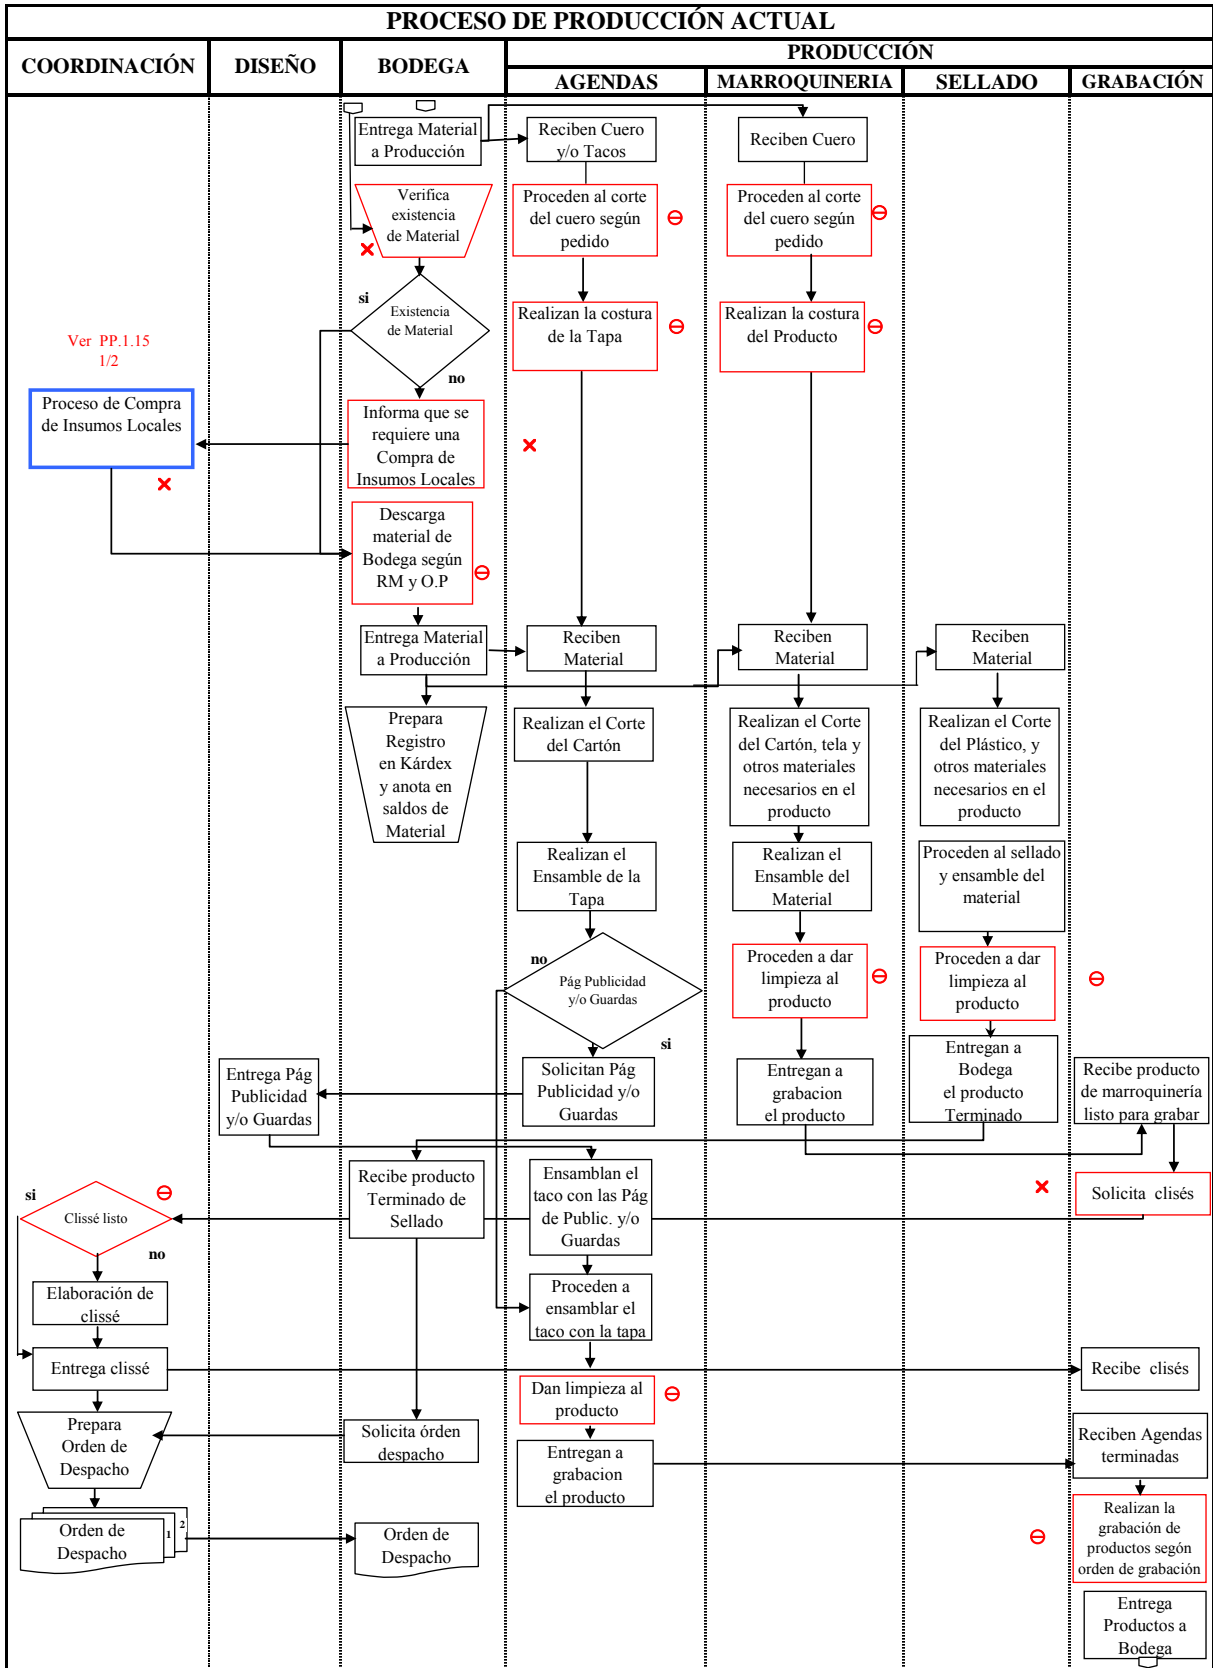 PROCESO DE PRODUCCIÓN ACTUAL
COORDINACIÓN
DISEÑO
BODEGA
PRODUCCIÓN
AGENDAS
MARROQUINERIA
SELLADO
GRABACIÓN
Entrega Material
a Producción
Reciben Cuero
y/o Tacos
Reciben Cuero
Verifica
existencia
de Material
Proceden al corte
del cuero según
pedido
Proceden al corte
del cuero según
pedido
si
Existencia
de Material
no
Realizan la costura
de la Tapa
Realizan la costura
del Producto
Ver PP.1.15
1/2
Proceso de Compra
de Insumos Locales
Informa que se
requiere una
Compra de
Insumos Locales
Descarga
material de
Bodega según
RM y O.P
Entrega Material
a Producción
Reciben
Material
Reciben
Material
Reciben
Material
Prepara
Registro
en Kárdex
y anota en
saldos de
Material
Realizan el Corte
del Cartón
Realizan el Corte
del Cartón, tela y
otros materiales
necesarios en el
producto
Realizan el Corte
del Plástico, y
otros materiales
necesarios en el
producto
Realizan el
Ensamble de la
Tapa
Realizan el
Ensamble del
Material
Proceden al sellado
y ensamble del
material
no
Pág Publicidad
y/o Guardas
si
Proceden a dar
limpieza al
producto
Proceden a dar
limpieza al
producto
Entrega Pág
Publicidad
y/o Guardas
Solicitan Pág
Publicidad y/o
Guardas
Entregan a
grabacion
el producto
Entregan a
Bodega
el producto
Terminado
Recibe producto
de marroquinería
listo para grabar
Recibe producto
Terminado de
Sellado
Ensamblan el
taco con las Pág
de Public. y/o
Guardas
Solicita clisés
si
Clissé listo
no
Elaboración de
clissé
Proceden a
ensamblar el
taco con la tapa
Entrega clissé
Recibe clisés
Dan limpieza al
producto
Prepara
Orden de
Despacho
Solicita órden
despacho
Entregan a
grabacion
el producto
Reciben Agendas
terminadas
Orden de
Despacho
1
2
Orden de
Despacho
Realizan la
grabación de
productos según
orden de grabación
Entrega
Productos a
Bodega